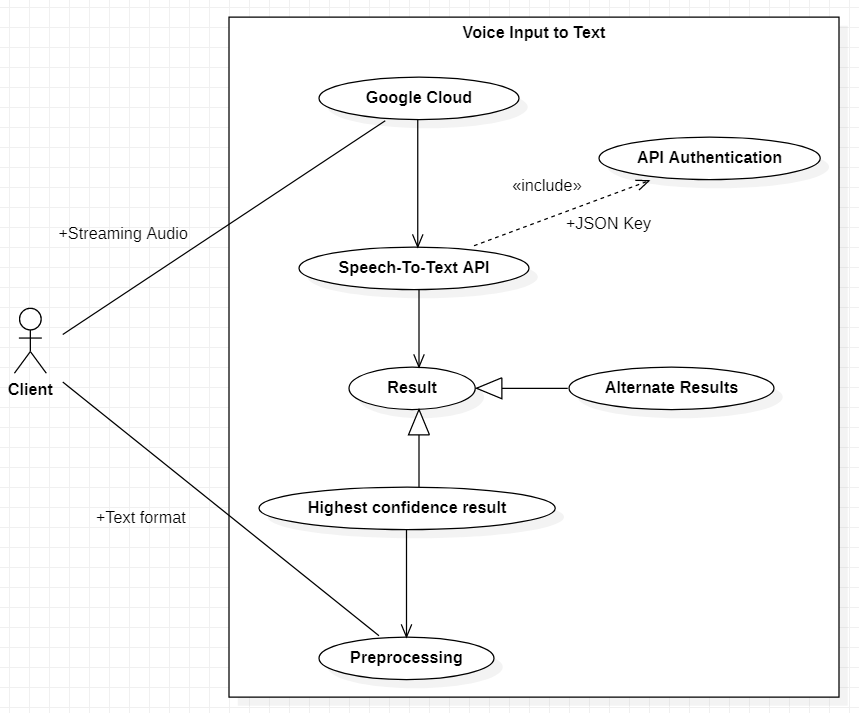 Voice Input to Text
Google Cloud
API Authentication
«include»
+JSON Key
+Streaming Audio
Speech-To-Text API
Client
Result
Alternate Results
Highest confidence result
+Text format
Preprocessing